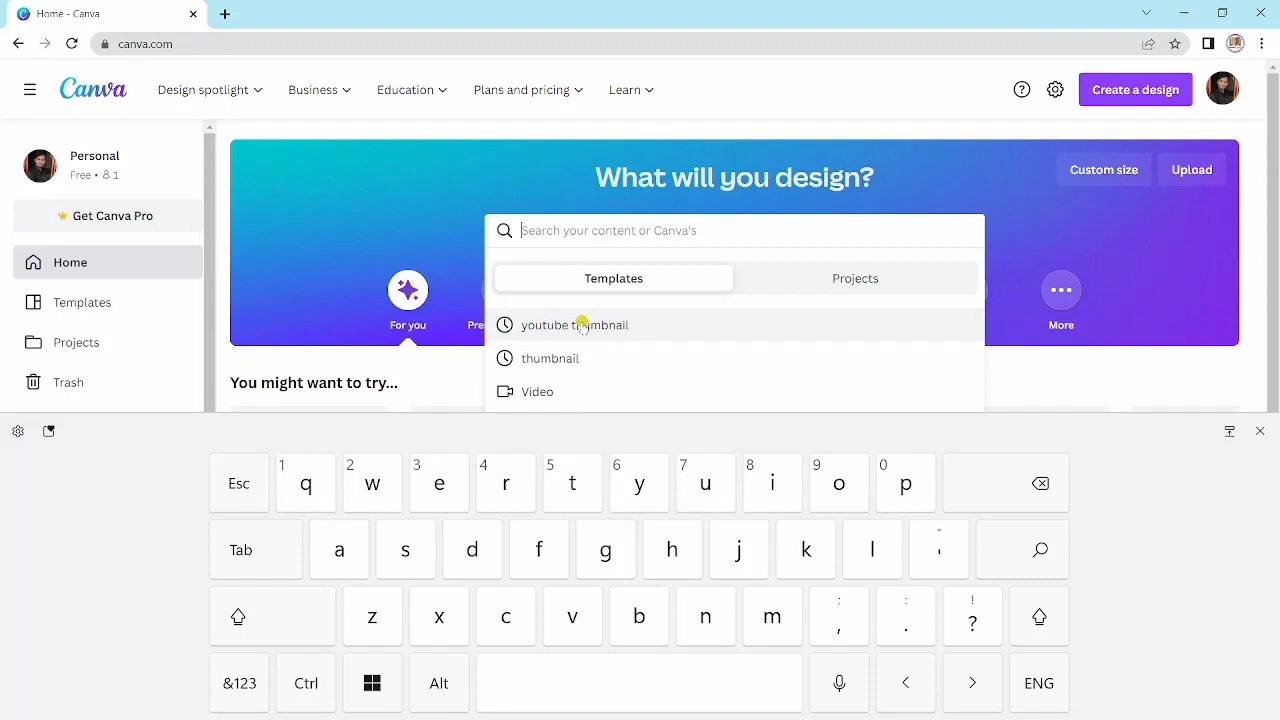 Home - Canva
canva.com
Canva
Design spotlight
Business
Education
Plans and pricing
Learn
Create a design
Personal
Free • 1
Get Canva Pro
Home
Templates
Projects
Trash
What will you design?
Custom size
Upload
Search your content or Canva's
Templates
Projects
For you
Pre
More
youtube thumbnail
thumbnail
Video
You might want to try...
Esc 1 q 2 w 3 e 4 r 5 t 6 y 7 u 8 i 9 o 0 p
Tab a s d f g h j k l " '
z x c v b n m ; , : . ! ?
&123 Ctrl Alt < > ENG